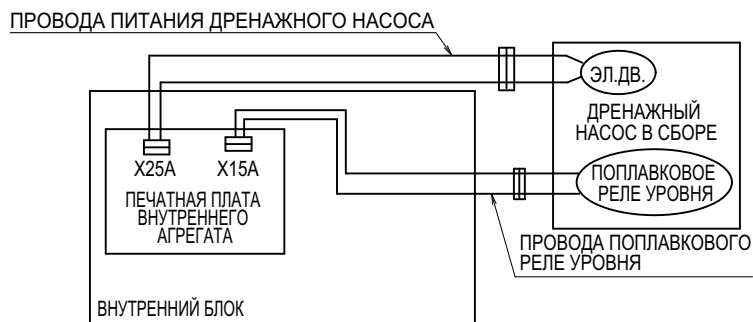 ПРОВОДА ПИТАНИЯ ДРЕНАЖНОГО НАСОСА
ЭЛ.ДВ.
ДРЕНАЖНЫЙ
НАСОС В СБОРЕ
X25A
X15A
ПОПЛАВКОВОЕ
РЕЛЕ УРОВНЯ
ПЕЧАТНАЯ ПЛАТА
ВНУТРЕННЕГО
АГРЕГАТА
ПРОВОДА ПОПЛАВКОВОГО
РЕЛЕ УРОВНЯ
ВНУТРЕННИЙ БЛОК